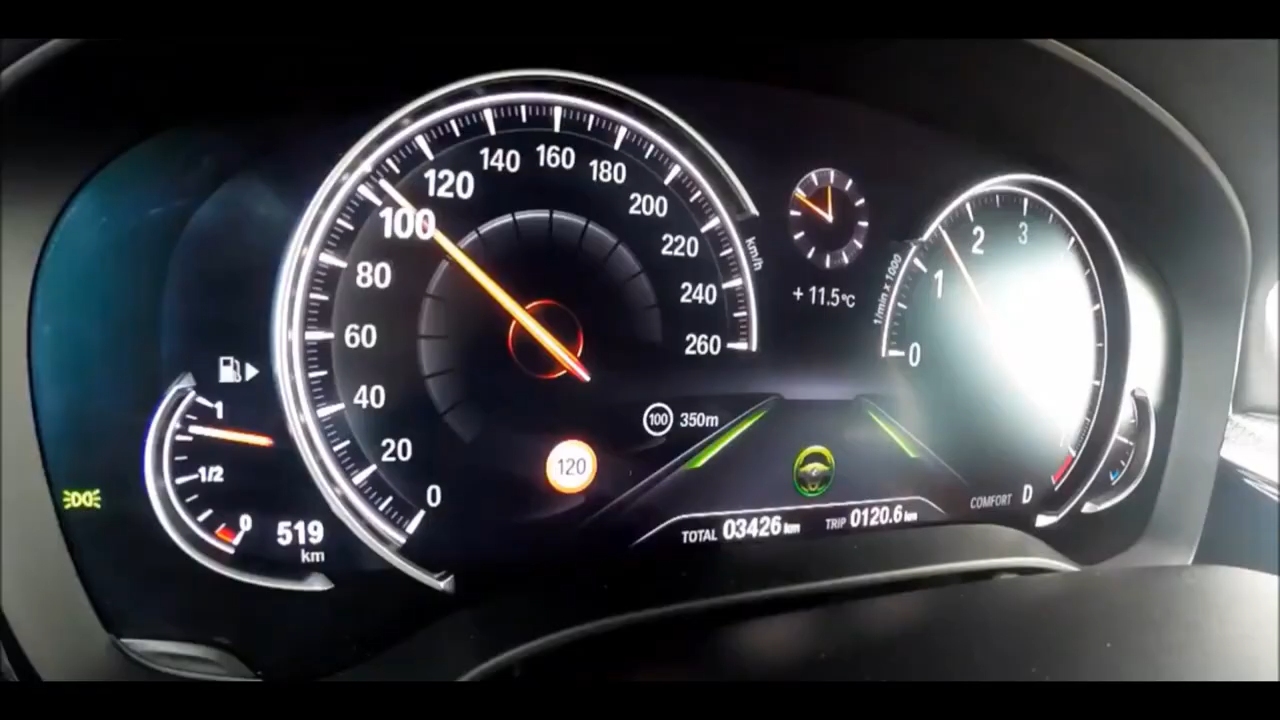 140
160
180
120
200
100
220
km/h
80
240
60
260
40
20
0
+ 11.5°C
1/min x 1000
0
1
2
3
1
1/2
0
519
km
100 350m
120
TOTAL 03426 km
TRIP 0120.6 km
COMFORT D